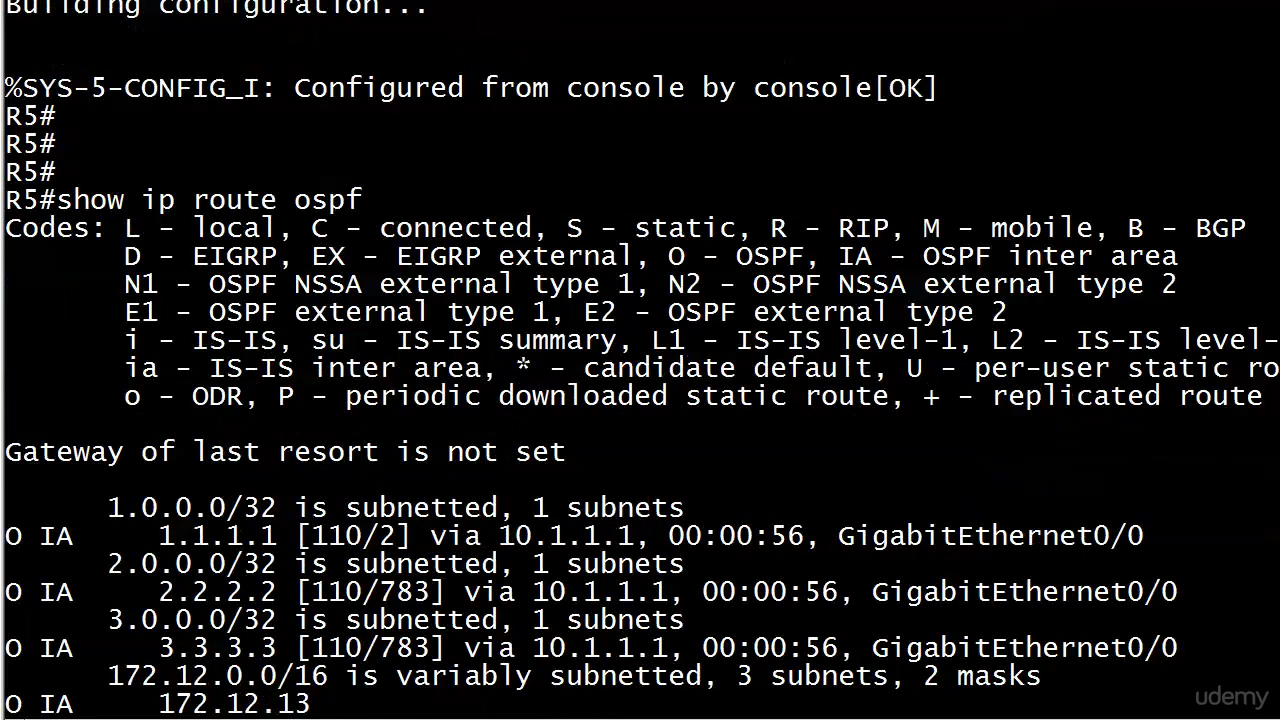 Building configuration...
%SYS-5-CONFIG_I: Configured from console by console[OK]
R5#
R5#
R5#
R5#show ip route ospf
Codes: L - local, C - connected, S - static, R - RIP, M - mobile, B - BGP
D - EIGRP, EX - EIGRP external, O - OSPF, IA - OSPF inter area
N1 - OSPF NSSA external type 1, N2 - OSPF NSSA external type 2
E1 - OSPF external type 1, E2 - OSPF external type 2
i - IS-IS, su - IS-IS summary, L1 - IS-IS level-1, L2 - IS-IS level-
ia - IS-IS inter area, * - candidate default, U - per-user static ro
o - ODR, P - periodic downloaded static route, + - replicated route
Gateway of last resort is not set
1.0.0.0/32 is subnetted, 1 subnets
O IA 1.1.1.1 [110/2] via 10.1.1.1, 00:00:56, GigabitEthernet0/0
2.0.0.0/32 is subnetted, 1 subnets
O IA 2.2.2.2 [110/783] via 10.1.1.1, 00:00:56, GigabitEthernet0/0
3.0.0.0/32 is subnetted, 1 subnets
O IA 3.3.3.3 [110/783] via 10.1.1.1, 00:00:56, GigabitEthernet0/0
172.12.0.0/16 is variably subnetted, 3 subnets, 2 masks
O IA 172.12.13
udemy